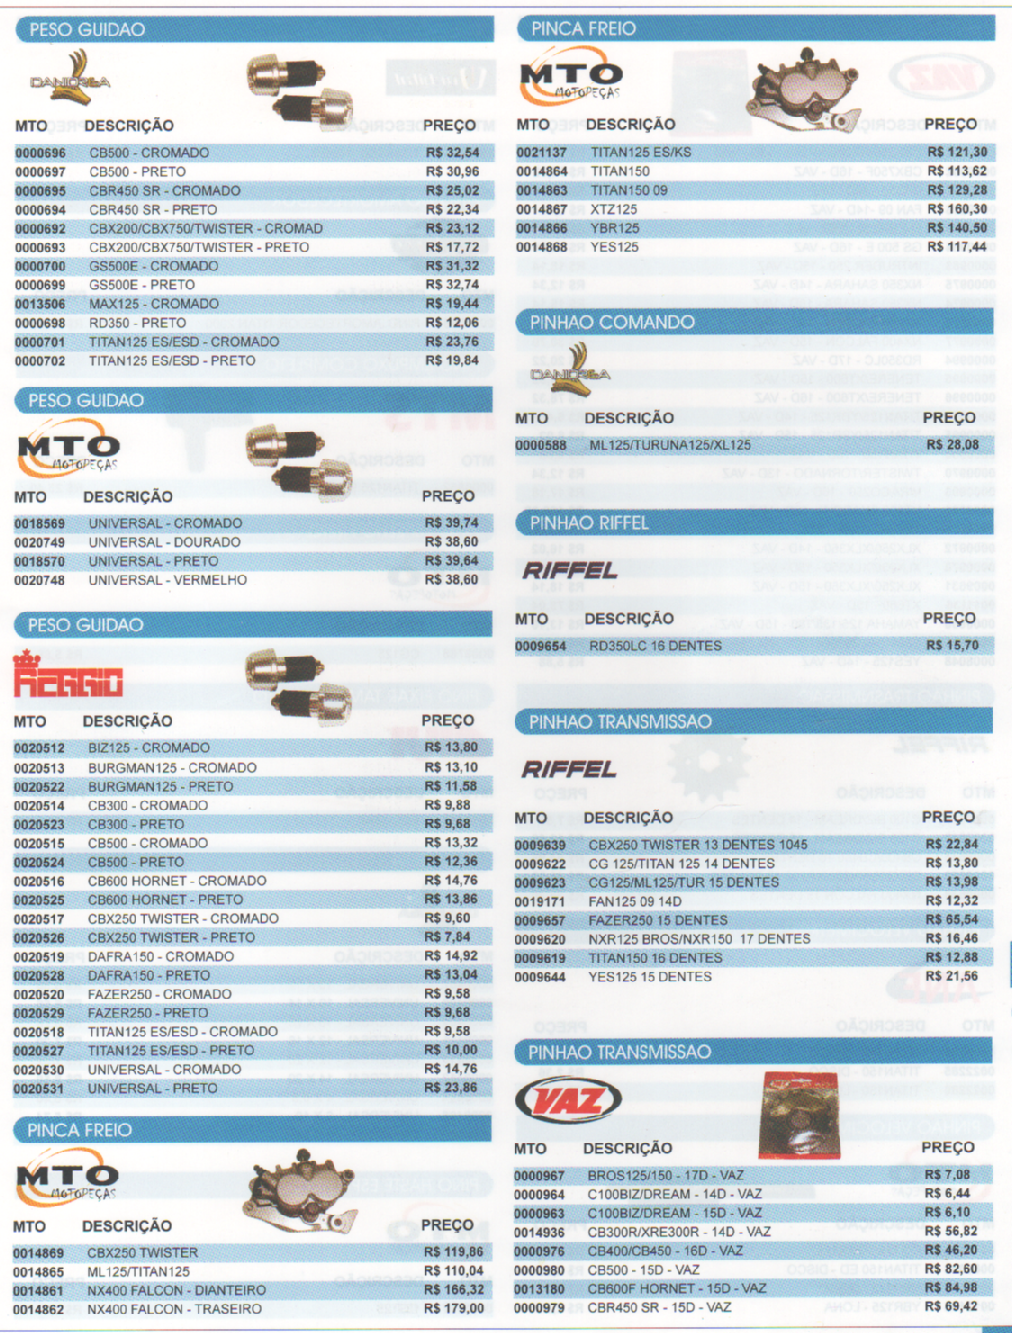 PESO GUIDAO
DANIDREA
MTO DESCRIÇÃO PREÇO
0000696 CB500 - CROMADO R$ 32,54
0000697 CB500 - PRETO R$ 30,96
0000695 CBR450 SR - CROMADO R$ 25,02
0000694 CBR450 SR - PRETO R$ 22,34
0000692 CBX200/CBX750/TWISTER - CROMAD R$ 23,12
0000693 CBX200/CBX750/TWISTER - PRETO R$ 17,72
0000700 GS500E - CROMADO R$ 31,32
0000699 GS500E - PRETO R$ 32,74
0013506 MAX125 - CROMADO R$ 19,44
0000698 RD350 - PRETO R$ 12,06
0000701 TITAN125 ES/ESD - CROMADO R$ 23,76
0000702 TITAN125 ES/ESD - PRETO R$ 19,84
PESO GUIDAO
MTO
MOTOPEÇAS
MTO DESCRIÇÃO PREÇO
0018569 UNIVERSAL - CROMADO R$ 39,74
0020749 UNIVERSAL - DOURADO R$ 38,60
0018570 UNIVERSAL - PRETO R$ 39,64
0020748 UNIVERSAL - VERMELHO R$ 38,60
PESO GUIDAO
REGGIO
MTO DESCRIÇÃO PREÇO
0020512 BIZ125 - CROMADO R$ 13,80
0020513 BURGMAN125 - CROMADO R$ 13,10
0020522 BURGMAN125 - PRETO R$ 11,58
0020514 CB300 - CROMADO R$ 9,88
0020523 CB300 - PRETO R$ 9,68
0020515 CB500 - CROMADO R$ 13,32
0020524 CB500 - PRETO R$ 12,36
0020516 CB600 HORNET - CROMADO R$ 14,76
0020525 CB600 HORNET - PRETO R$ 13,86
0020517 CBX250 TWISTER - CROMADO R$ 9,60
0020526 CBX250 TWISTER - PRETO R$ 7,84
0020519 DAFRA150 - CROMADO R$ 14,92
0020528 DAFRA150 - PRETO R$ 13,04
0020520 FAZER250 - CROMADO R$ 9,58
0020529 FAZER250 - PRETO R$ 9,68
0020518 TITAN125 ES/ESD - CROMADO R$ 9,58
0020527 TITAN125 ES/ESD - PRETO R$ 10,00
0020530 UNIVERSAL - CROMADO R$ 14,76
0020531 UNIVERSAL - PRETO R$ 23,86
PINCA FREIO
MTO
MOTOPEÇAS
MTO DESCRIÇÃO PREÇO
0014869 CBX250 TWISTER R$ 119,86
0014865 ML125/TITAN125 R$ 110,04
0014861 NX400 FALCON - DIANTEIRO R$ 166,32
0014862 NX400 FALCON - TRASEIRO R$ 179,00
PINCA FREIO
MTO
MOTOPEÇAS
MTO DESCRIÇÃO PREÇO
0021137 TITAN125 ES/KS R$ 121,30
0014864 TITAN150 R$ 113,62
0014863 TITAN150 09 R$ 129,28
0014867 XTZ125 R$ 160,30
0014866 YBR125 R$ 140,50
0014868 YES125 R$ 117,44
PINHAO COMANDO
DANIDREA
MTO DESCRIÇÃO PREÇO
0000588 ML125/TURUNA125/XL125 R$ 28,08
PINHAO RIFFEL
RIFFEL
MTO DESCRIÇÃO PREÇO
0009654 RD350LC 16 DENTES R$ 15,70
PINHAO TRANSMISSAO
RIFFEL
MTO DESCRIÇÃO PREÇO
0009639 CBX250 TWISTER 13 DENTES 1045 R$ 22,84
0009622 CG 125/TITAN 125 14 DENTES R$ 13,80
0009623 CG125/ML125/TUR 15 DENTES R$ 13,98
0019171 FAN125 09 14D R$ 12,32
0009657 FAZER250 15 DENTES R$ 65,54
0009620 NXR125 BROS/NXR150 17 DENTES R$ 16,46
0009619 TITAN150 16 DENTES R$ 12,88
0009644 YES125 15 DENTES R$ 21,56
PINHAO TRANSMISSAO
VAZ
MTO DESCRIÇÃO PREÇO
0000967 BROS125/150 - 17D - VAZ R$ 7,08
0000964 C100BIZ/DREAM - 14D - VAZ R$ 6,44
0000963 C100BIZ/DREAM - 15D - VAZ R$ 6,10
0014936 CB300R/XRE300R - 14D - VAZ R$ 56,82
0000976 CB400/CB450 - 16D - VAZ R$ 46,20
0000980 CB500 - 15D - VAZ R$ 82,60
0013180 CB600F HORNET - 15D - VAZ R$ 84,98
0000979 CBR450 SR - 15D - VAZ R$ 69,42